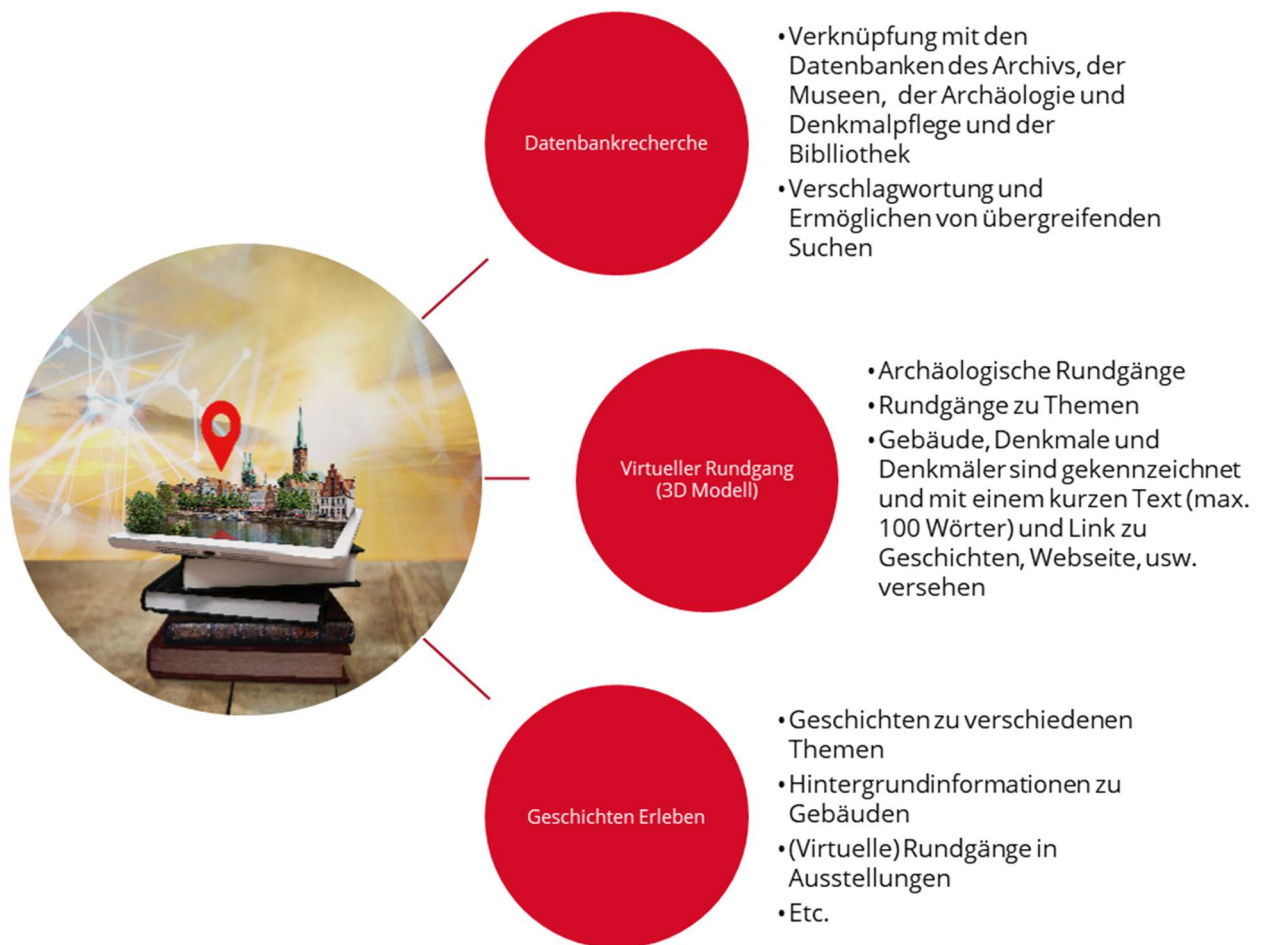 Datenbankrecherche
•Verknüpfung mit den
Datenbanken des Archivs, der
Museen, der Archäologie und
Denkmalpflege und der
Biblliothek
•Verschlagwortung und
Ermöglichen von übergreifenden
Suchen
Virtueller Rundgang
(3D Modell)
•Archäologische Rundgänge
•Rundgänge zu Themen
•Gebäude, Denkmale und
Denkmäler sind gekennzeichnet
und mit einem kurzen Text (max.
100 Wörter) und Link zu
Geschichten, Webseite, usw.
versehen
Geschichten Erleben
•Geschichten zu verschiedenen
Themen
•Hintergrundinformationen zu
Gebäuden
•(Virtuelle) Rundgänge in
Ausstellungen
•Etc.